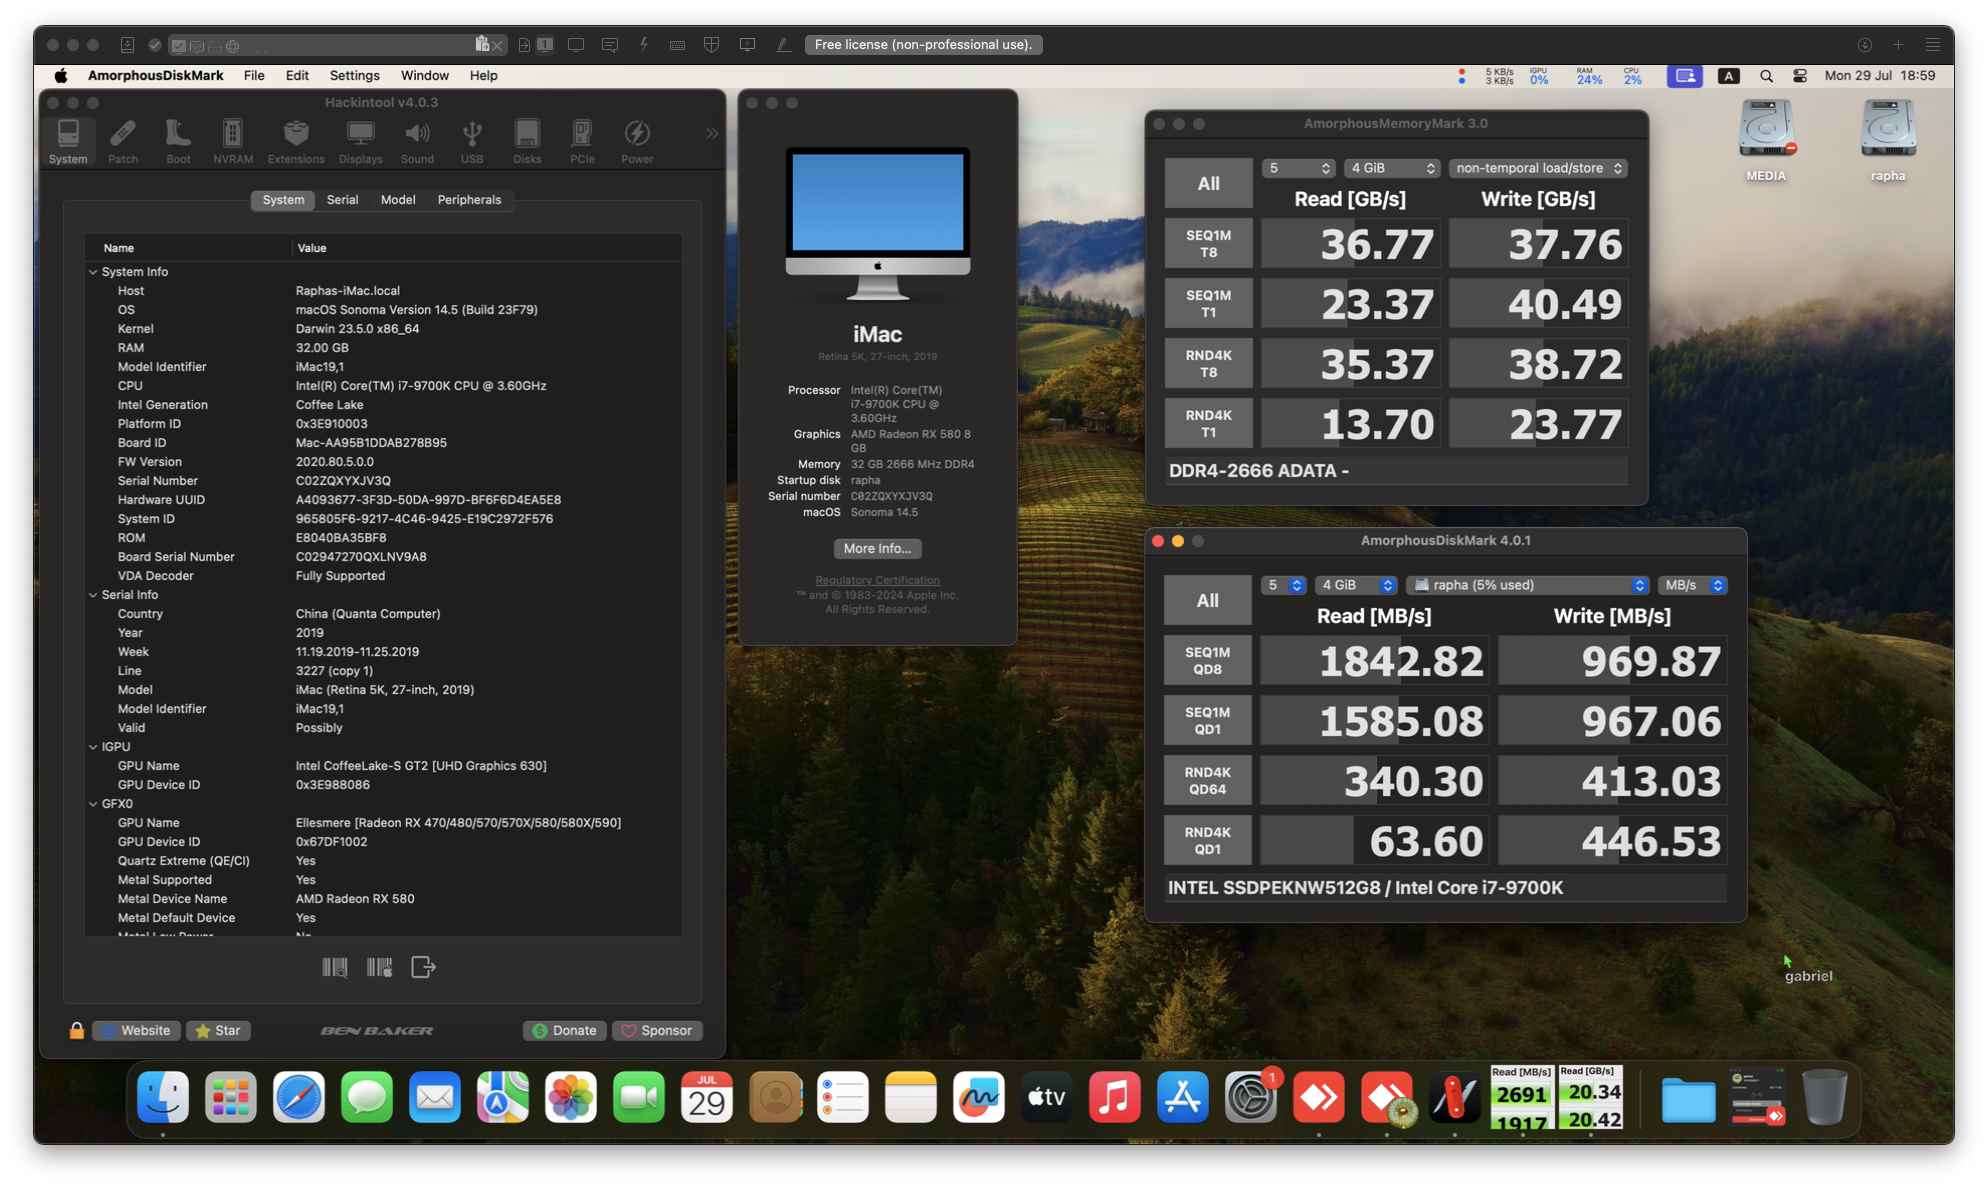 1
Free license (non-professional use).
AmorphousDiskMark File Edit Settings Window Help
5 KB/s
3 KB/s
iGPU
0%
RAM
24%
CPU
2%
A
Mon 29 Jul 18:59
Hackintool v4.0.3
System Patch Boot NVRAM Extensions Displays Sound USB Disks PCIe Power
System Serial Model Peripherals
Name Value
System Info
Host Raphas-iMac.local
OS macOS Sonoma Version 14.5 (Build 23F79)
Kernel Darwin 23.5.0 x86_64
RAM 32.00 GB
Model Identifier iMac19,1
CPU Intel(R) Core(TM) i7-9700K CPU @ 3.60GHz
Intel Generation Coffee Lake
Platform ID 0x3E910003
Board ID Mac-AA95B1DDAB278B95
FW Version 2020.80.5.0.0
Serial Number C02ZQXYXJV3Q
Hardware UUID A4093677-3F3D-50DA-997D-BF6F6D4EA5E8
System ID 965805F6-9217-4C46-9425-E19C2972F576
ROM E8040BA35BF8
Board Serial Number C02947270QXLNV9A8
VDA Decoder Fully Supported
Serial Info
Country China (Quanta Computer)
Year 2019
Week 11.19.2019-11.25.2019
Line 3227 (copy 1)
Model iMac (Retina 5K, 27-inch, 2019)
Model Identifier iMac19,1
Valid Possibly
IGPU
GPU Name Intel CoffeeLake-S GT2 [UHD Graphics 630]
GPU Device ID 0x3E988086
GFX0
GPU Name Ellesmere [Radeon RX 470/480/570/570X/580/580X/590]
GPU Device ID 0x67DF1002
Quartz Extreme (QE/CI) Yes
Metal Supported Yes
Metal Device Name AMD Radeon RX 580
Metal Default Device Yes
Metal Low Power No
Website Star BEN BAKER Donate Sponsor
iMac
Retina 5K, 27-inch, 2019
Processor Intel(R) Core(TM)
i7-9700K CPU @
3.60GHz
Graphics AMD Radeon RX 580 8
GB
Memory 32 GB 2666 MHz DDR4
Startup disk rapha
Serial number C02ZQXYXJV3Q
macOS Sonoma 14.5
More Info...
Regulatory Certification
™ and © 1983-2024 Apple Inc.
All Rights Reserved.
AmorphousMemoryMark 3.0
All 5 4 GiB non-temporal load/store
Read [GB/s] Write [GB/s]
SEQ1M
T8
36.77 37.76
SEQ1M
T1
23.37 40.49
RND4K
T8
35.37 38.72
RND4K
T1
13.70 23.77
DDR4-2666 ADATA -
MEDIA rapha
AmorphousDiskMark 4.0.1
All 5 4 GiB rapha (5% used) MB/s
Read [MB/s] Write [MB/s]
SEQ1M
QD8
1842.82 969.87
SEQ1M
QD1
1585.08 967.06
RND4K
QD64
340.30 413.03
RND4K
QD1
63.60 446.53
INTEL SSDPEKNW512G8 / Intel Core i7-9700K
gabriel
JUL
29
tv
1
Read [MB/s]
2691
1917
Read [GB/s]
20.34
20.42